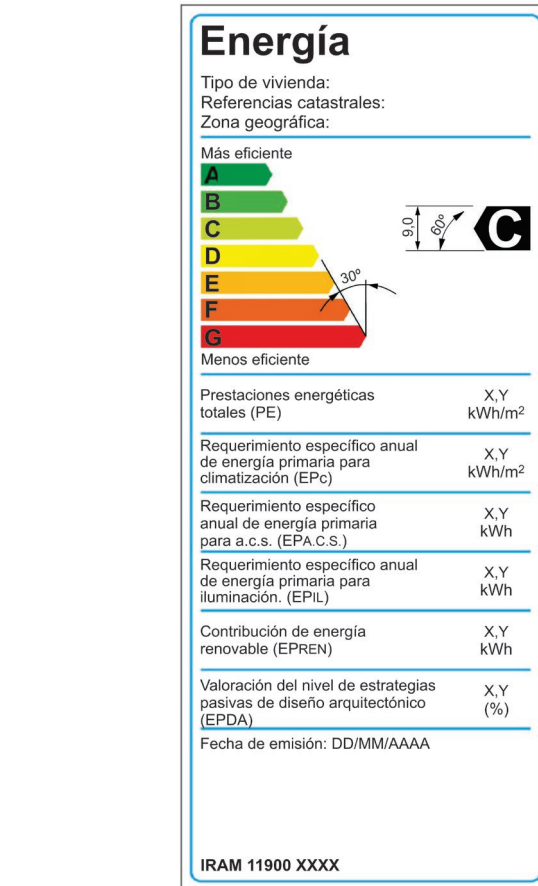 Energía
Tipo de vivienda:
Referencias catastrales:
Zona geográfica:
Más eficiente
A
B
C
D
E
F
G
9,0
60º
C
30º
Menos eficiente
Prestaciones energéticas
totales (PE)
X,Y
kWh/m²
Requerimiento específico anual
de energía primaria para
climatización (EPc)
X,Y
kWh/m²
Requerimiento específico
anual de energía primaria
para a.c.s. (EPA.C.S.)
X,Y
kWh
Requerimiento específico anual
de energía primaria para
iluminación. (EPIL)
X,Y
kWh
Contribución de energía
renovable (EPREN)
X,Y
kWh
Valoración del nivel de estrategias
pasivas de diseño arquitectónico
(EPDA)
X,Y
(%)
Fecha de emisión: DD/MM/AAAA
IRAM 11900 XXXX